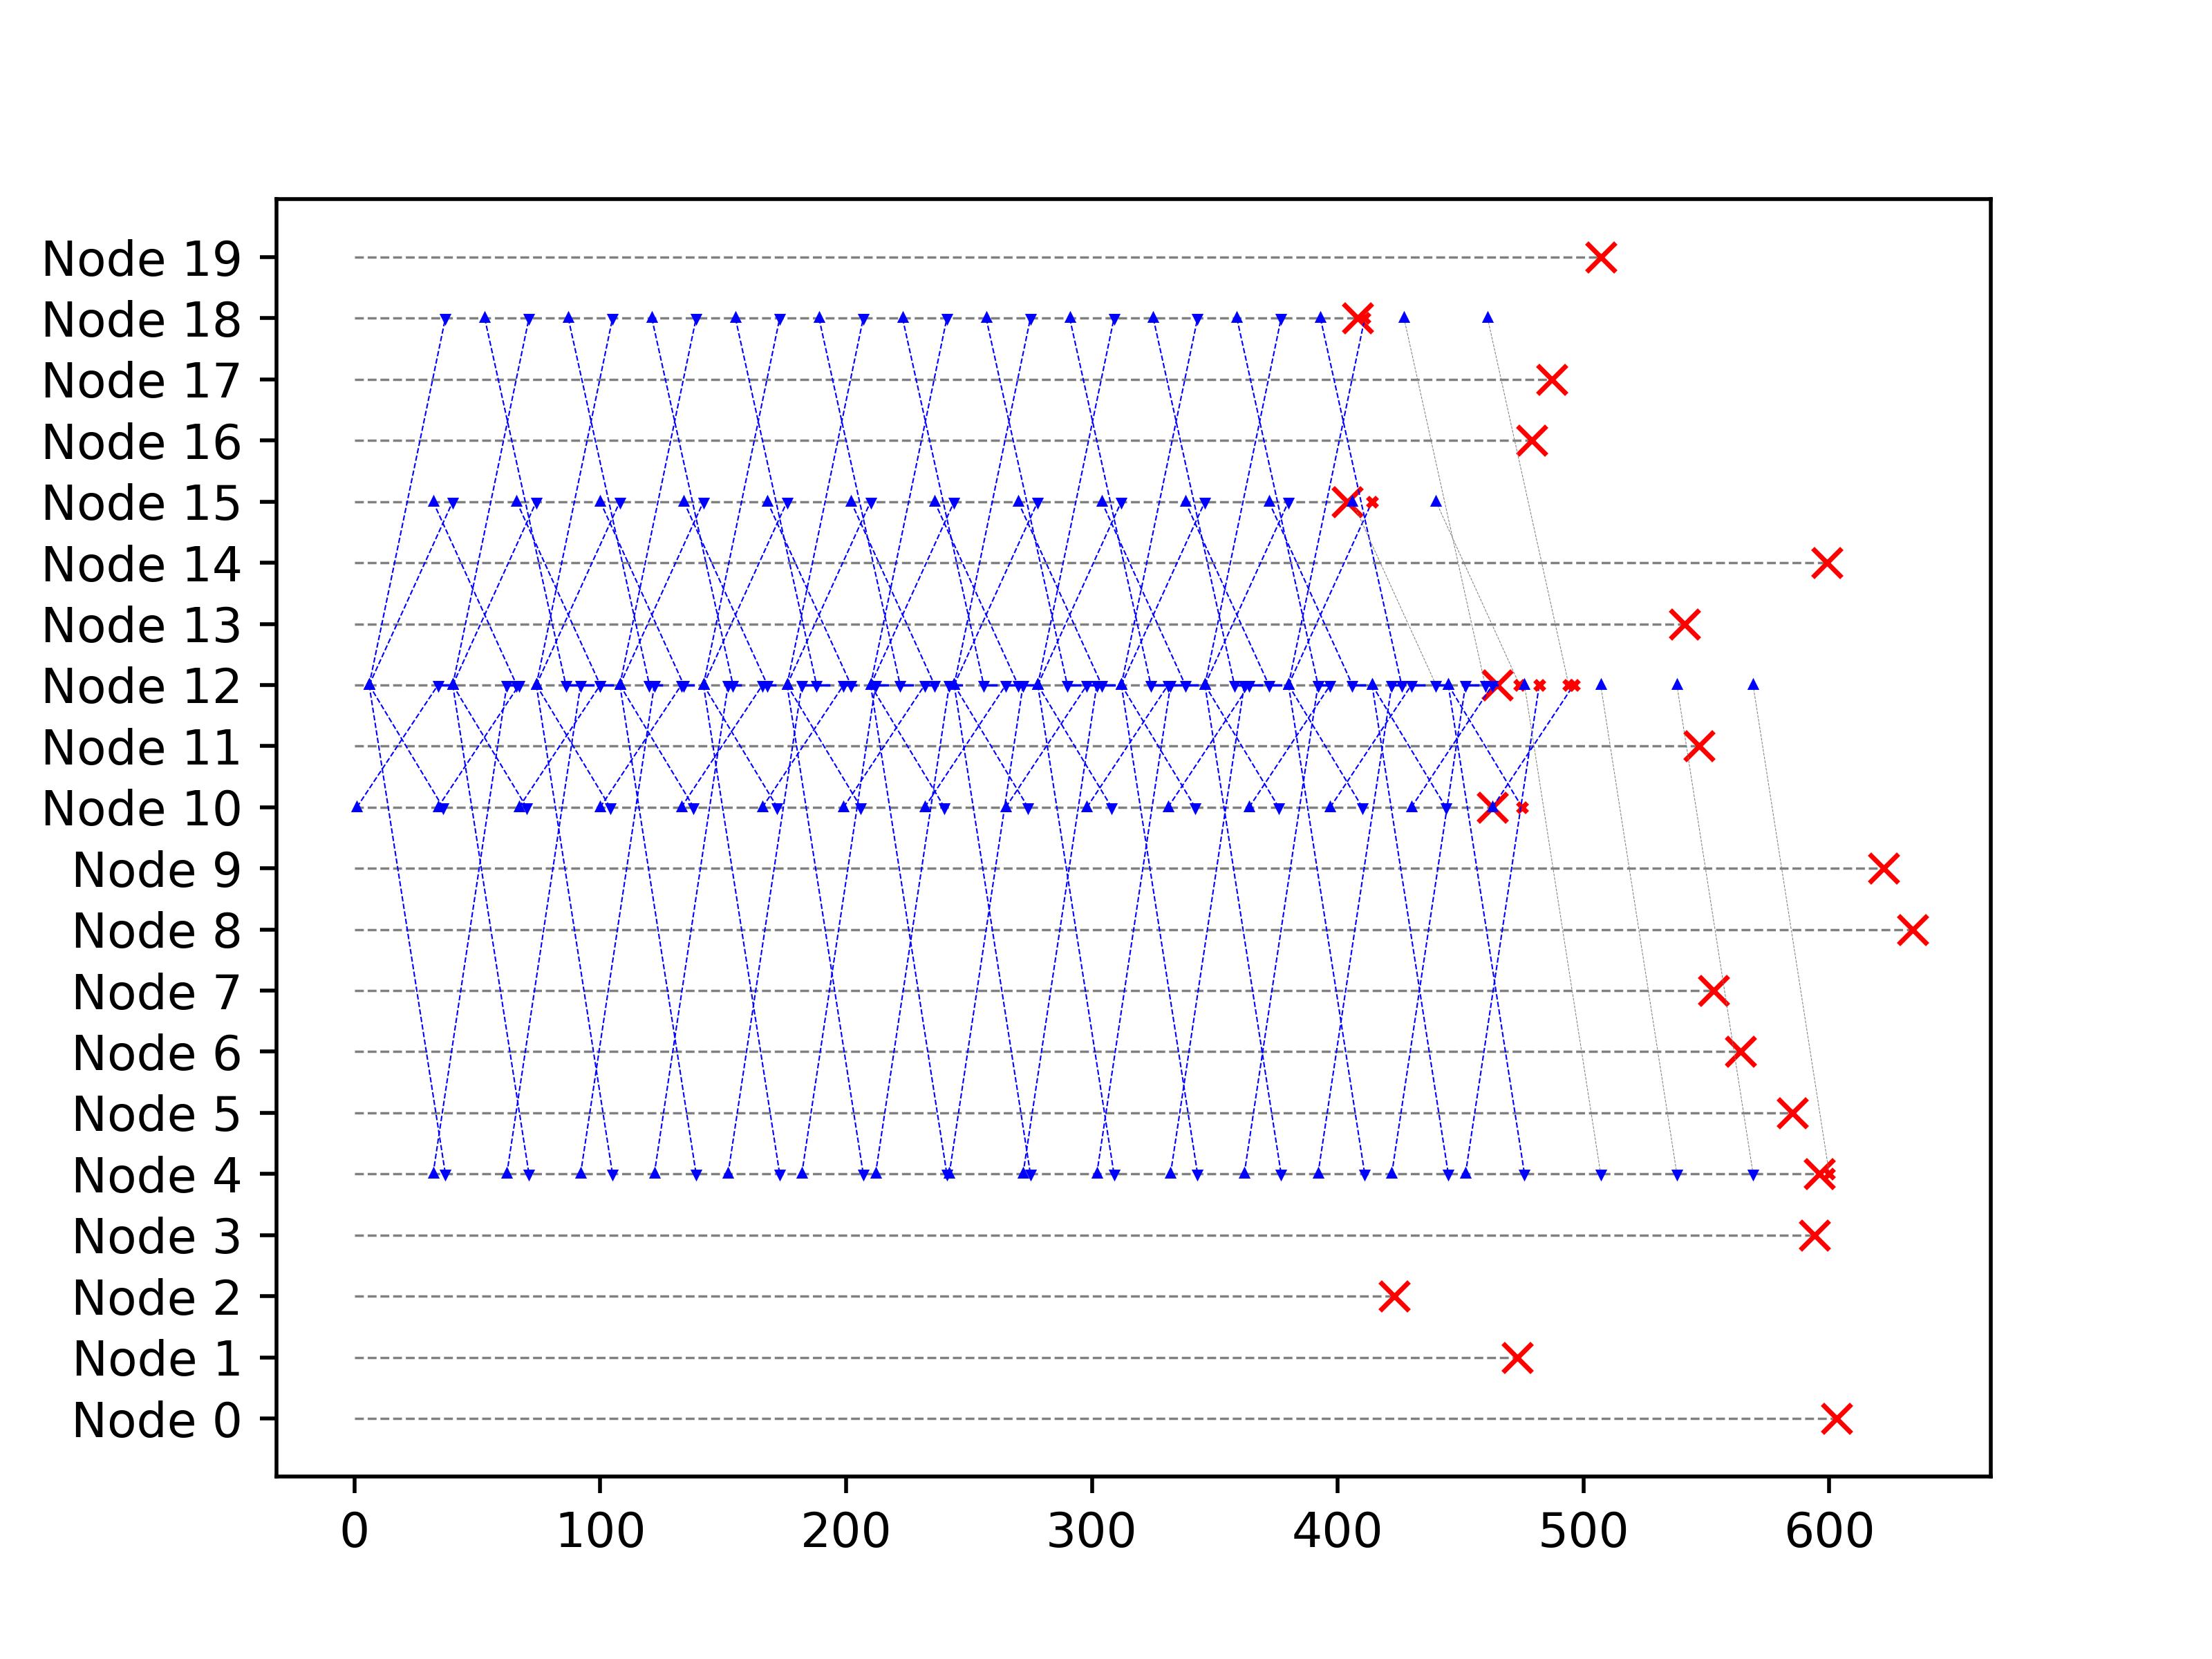 Node 19
Node 18
Node 17
Node 16
Node 15
Node 14
Node 13
Node 12
Node 11
Node 10
Node 9
Node 8
Node 7
Node 6
Node 5
Node 4
Node 3
Node 2
Node 1
Node 0
0 100 200 300 400 500 600